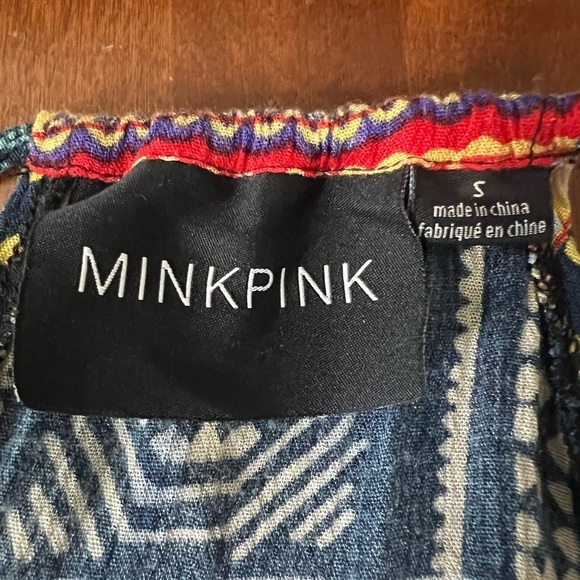 MINKPINK
S
made in china
fabriqué en chine